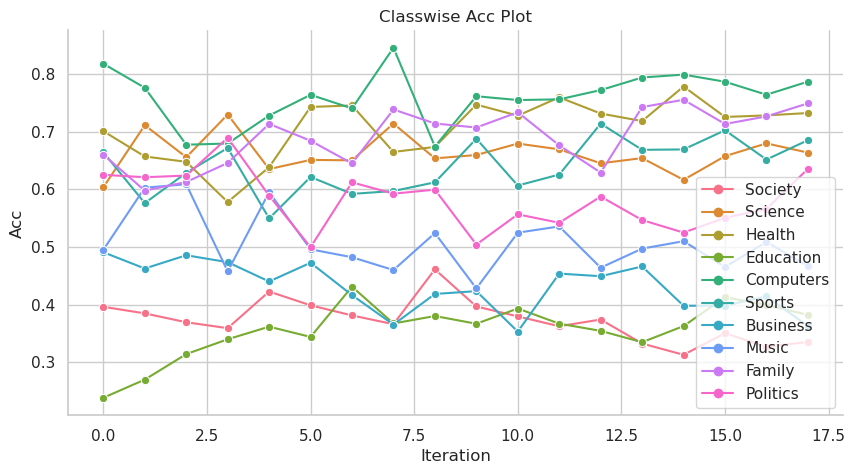 Classwise Acc Plot
Acc
0.8
0.7
0.6
0.5
0.4
0.3
Society
Science
Health
Education
Computers
Sports
Business
Music
Family
Politics
0.0 2.5 5.0 7.5 10.0 12.5 15.0 17.5
Iteration